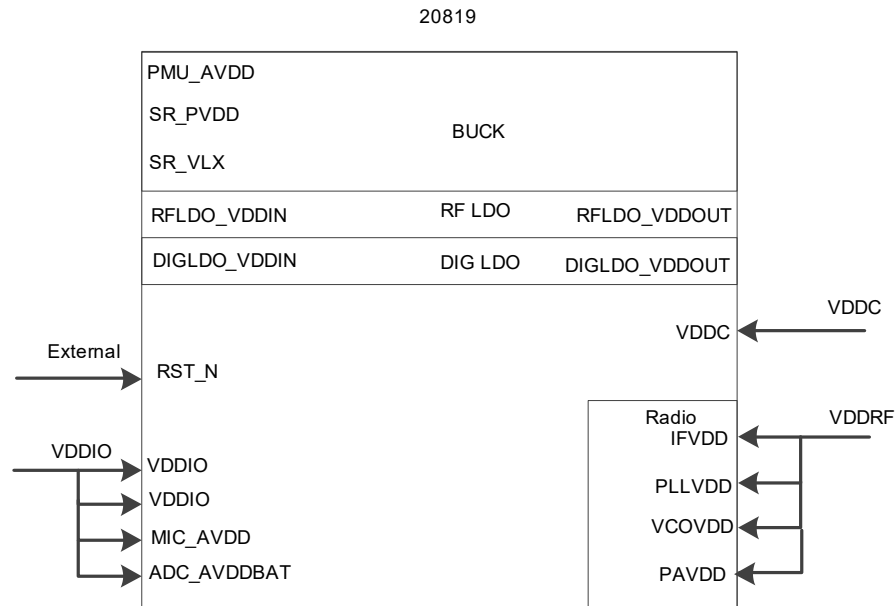 20819
PMU_AVDD
SR_PVDD
BUCK
SR_VLX
RFLDO_VDDIN RF LDO RFLDO_VDDOUT
DIGLDO_VDDIN DIG LDO DIGLDO_VDDOUT
VDDC VDDC
External
RST_N
Radio
IFVDD
VDDRF
VDDIO
VDDIO
VDDIO
MIC_AVDD
ADC_AVDDBAT
PLLVDD
VCOVDD
PAVDD